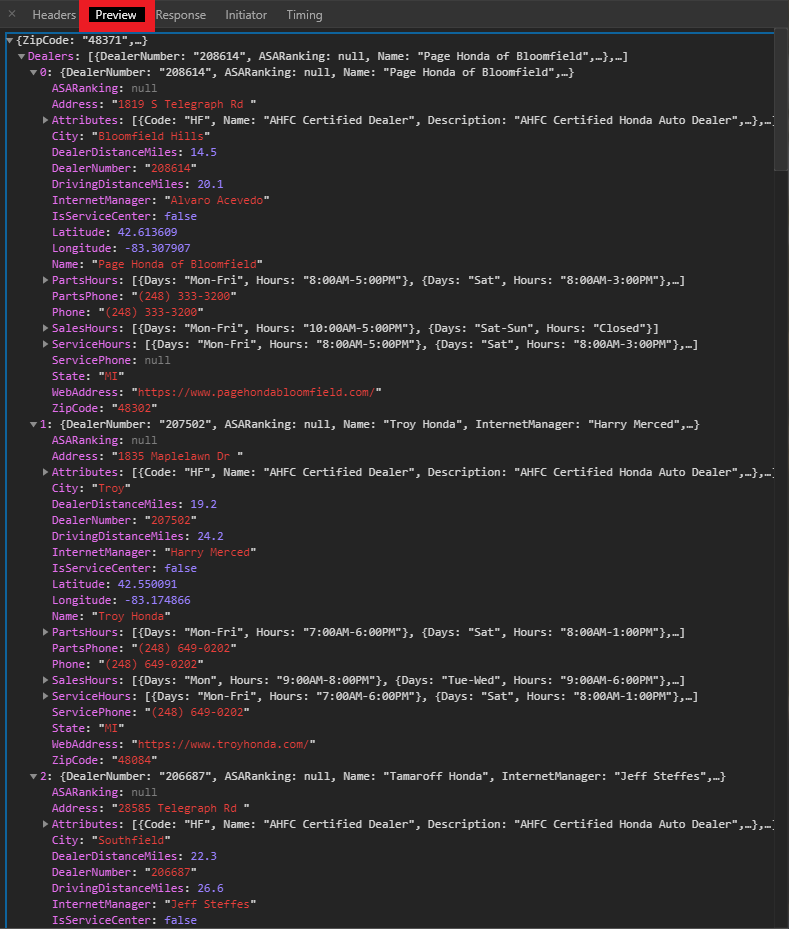 × Headers Preview Response Initiator Timing
▼{ZipCode: "48371",…}
▼Dealers: [{DealerNumber: "208614", ASARanking: null, Name: "Page Honda of Bloomfield",…},…]
▼0: {DealerNumber: "208614", ASARanking: null, Name: "Page Honda of Bloomfield",…}
ASARanking: null
Address: "1819 S Telegraph Rd "
▶Attributes: [{Code: "HF", Name: "AHFC Certified Dealer", Description: "AHFC Certified Honda Auto Dealer",…},…]
City: "Bloomfield Hills"
DealerDistanceMiles: 14.5
DealerNumber: "208614"
DrivingDistanceMiles: 20.1
InternetManager: "Alvaro Acevedo"
IsServiceCenter: false
Latitude: 42.613609
Longitude: -83.307907
Name: "Page Honda of Bloomfield"
▶PartsHours: [{Days: "Mon-Fri", Hours: "8:00AM-5:00PM"}, {Days: "Sat", Hours: "8:00AM-3:00PM"},…]
PartsPhone: "(248) 333-3200"
Phone: "(248) 333-3200"
▶SalesHours: [{Days: "Mon-Fri", Hours: "10:00AM-5:00PM"}, {Days: "Sat-Sun", Hours: "Closed"}]
▶ServiceHours: [{Days: "Mon-Fri", Hours: "8:00AM-5:00PM"}, {Days: "Sat", Hours: "8:00AM-3:00PM"},…]
ServicePhone: null
State: "MI"
WebAddress: "https://www.pagehondabloomfield.com/"
ZipCode: "48302"
▼1: {DealerNumber: "207502", ASARanking: null, Name: "Troy Honda", InternetManager: "Harry Merced",…}
ASARanking: null
Address: "1835 Maplelawn Dr "
▶Attributes: [{Code: "HF", Name: "AHFC Certified Dealer", Description: "AHFC Certified Honda Auto Dealer",…},…]
City: "Troy"
DealerDistanceMiles: 19.2
DealerNumber: "207502"
DrivingDistanceMiles: 24.2
InternetManager: "Harry Merced"
IsServiceCenter: false
Latitude: 42.550091
Longitude: -83.174866
Name: "Troy Honda"
▶PartsHours: [{Days: "Mon-Fri", Hours: "7:00AM-6:00PM"}, {Days: "Sat", Hours: "8:00AM-1:00PM"},…]
PartsPhone: "(248) 649-0202"
Phone: "(248) 649-0202"
▶SalesHours: [{Days: "Mon", Hours: "9:00AM-8:00PM"}, {Days: "Tue-Wed", Hours: "9:00AM-6:00PM"},…]
▶ServiceHours: [{Days: "Mon-Fri", Hours: "7:00AM-6:00PM"}, {Days: "Sat", Hours: "8:00AM-1:00PM"},…]
ServicePhone: "(248) 649-0202"
State: "MI"
WebAddress: "https://www.troyhonda.com/"
ZipCode: "48084"
▼2: {DealerNumber: "206687", ASARanking: null, Name: "Tamaroff Honda", InternetManager: "Jeff Steffes",…}
ASARanking: null
Address: "28585 Telegraph Rd "
▶Attributes: [{Code: "HF", Name: "AHFC Certified Dealer", Description: "AHFC Certified Honda Auto Dealer",…},…]
City: "Southfield"
DealerDistanceMiles: 22.3
DealerNumber: "206687"
DrivingDistanceMiles: 26.6
InternetManager: "Jeff Steffes"
IsServiceCenter: false